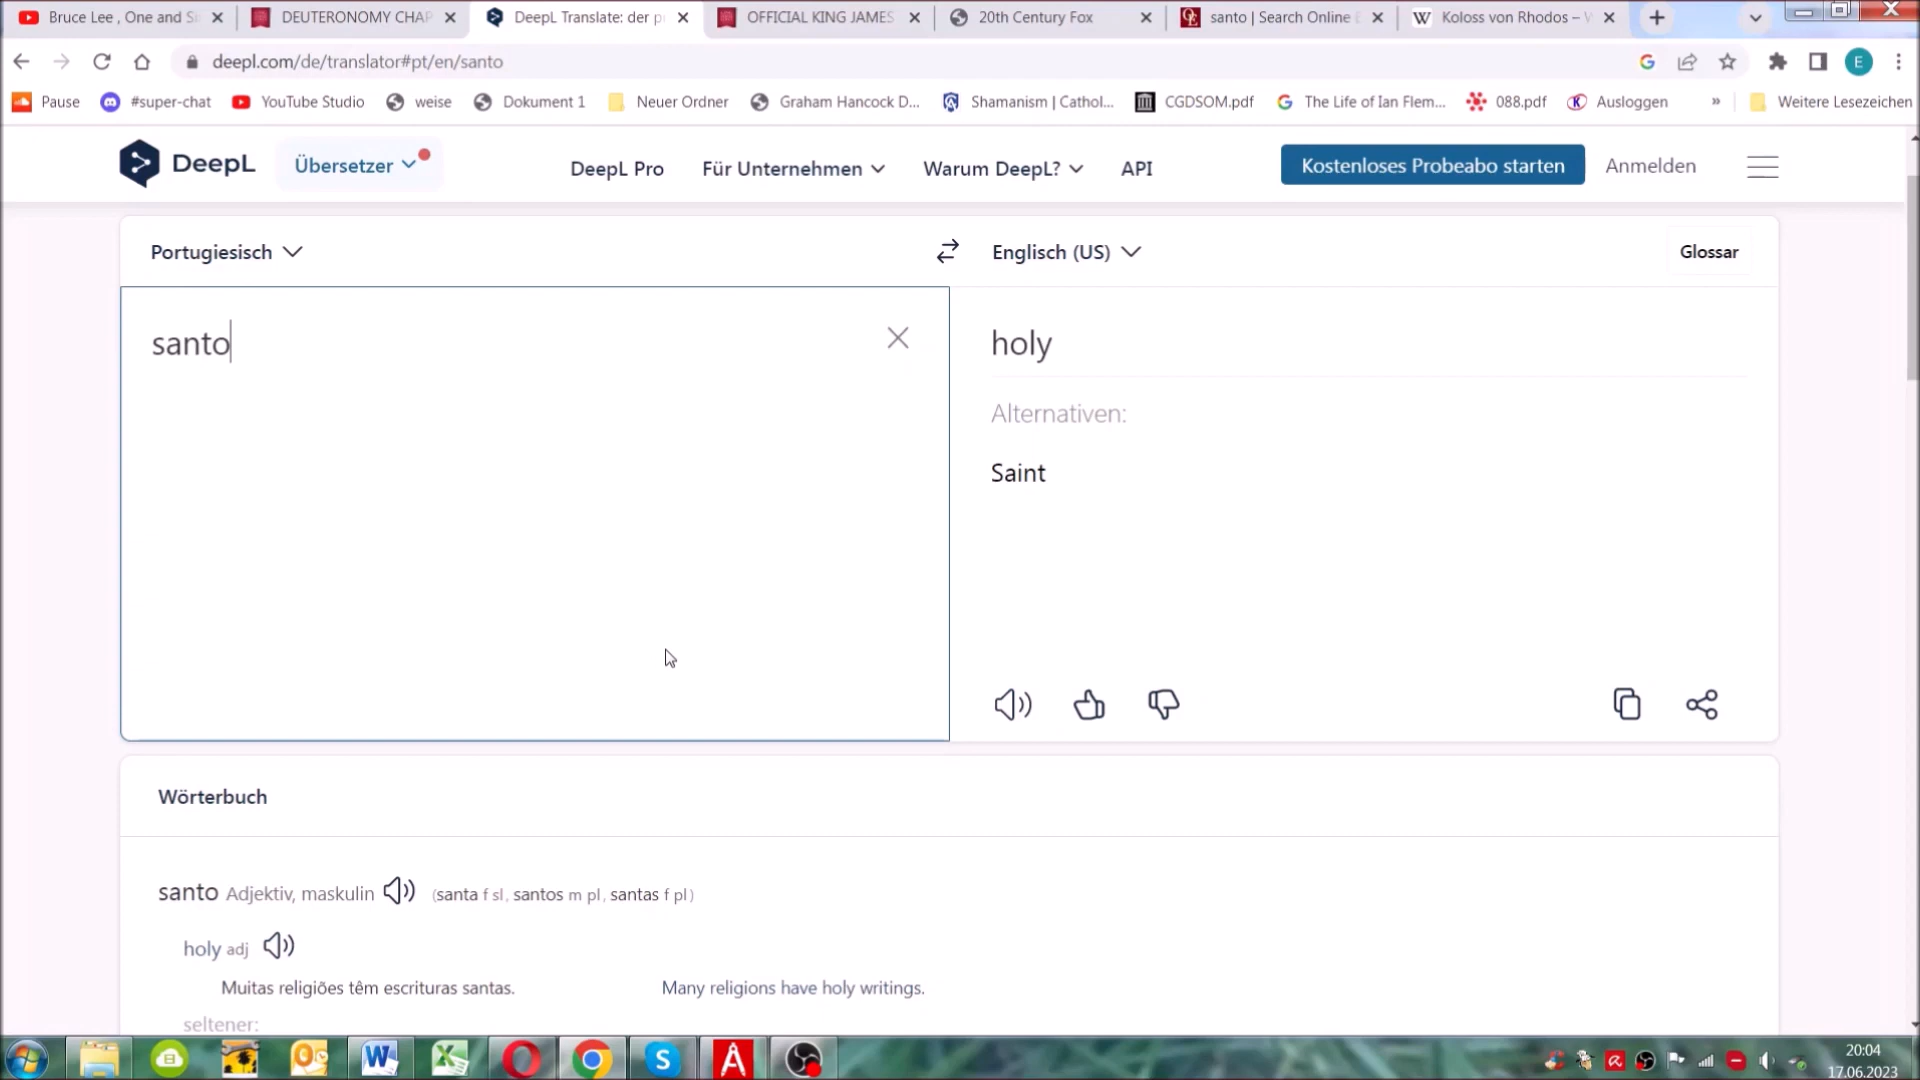 Bruce Lee, One and Si
DEUTERONOMY CHAP
DeepL Translate: der p
OFFICIAL KING JAMES
20th Century Fox
santo | Search Online E
Koloss von Rhodos – W
deepl.com/de/translator#pt/en/santo
E
Pause
#super-chat
YouTube Studio
weise
Dokument 1
Neuer Ordner
Graham Hancock D...
Shamanism | Cathol...
CGDSOM.pdf
The Life of Ian Flem...
088.pdf
Ausloggen
»
Weitere Lesezeichen
DeepL
Übersetzer
DeepL Pro
Für Unternehmen
Warum DeepL?
API
Kostenloses Probeabo starten
Anmelden
Portugiesisch
Englisch (US)
Glossar
santo
holy
Alternativen:
Saint
Wörterbuch
santo Adjektiv, maskulin (santa f sl, santos m pl, santas f pl)
holy adj
Muitas religiões têm escrituras santas. Many religions have holy writings.
seltener:
20:04
17.06.2023